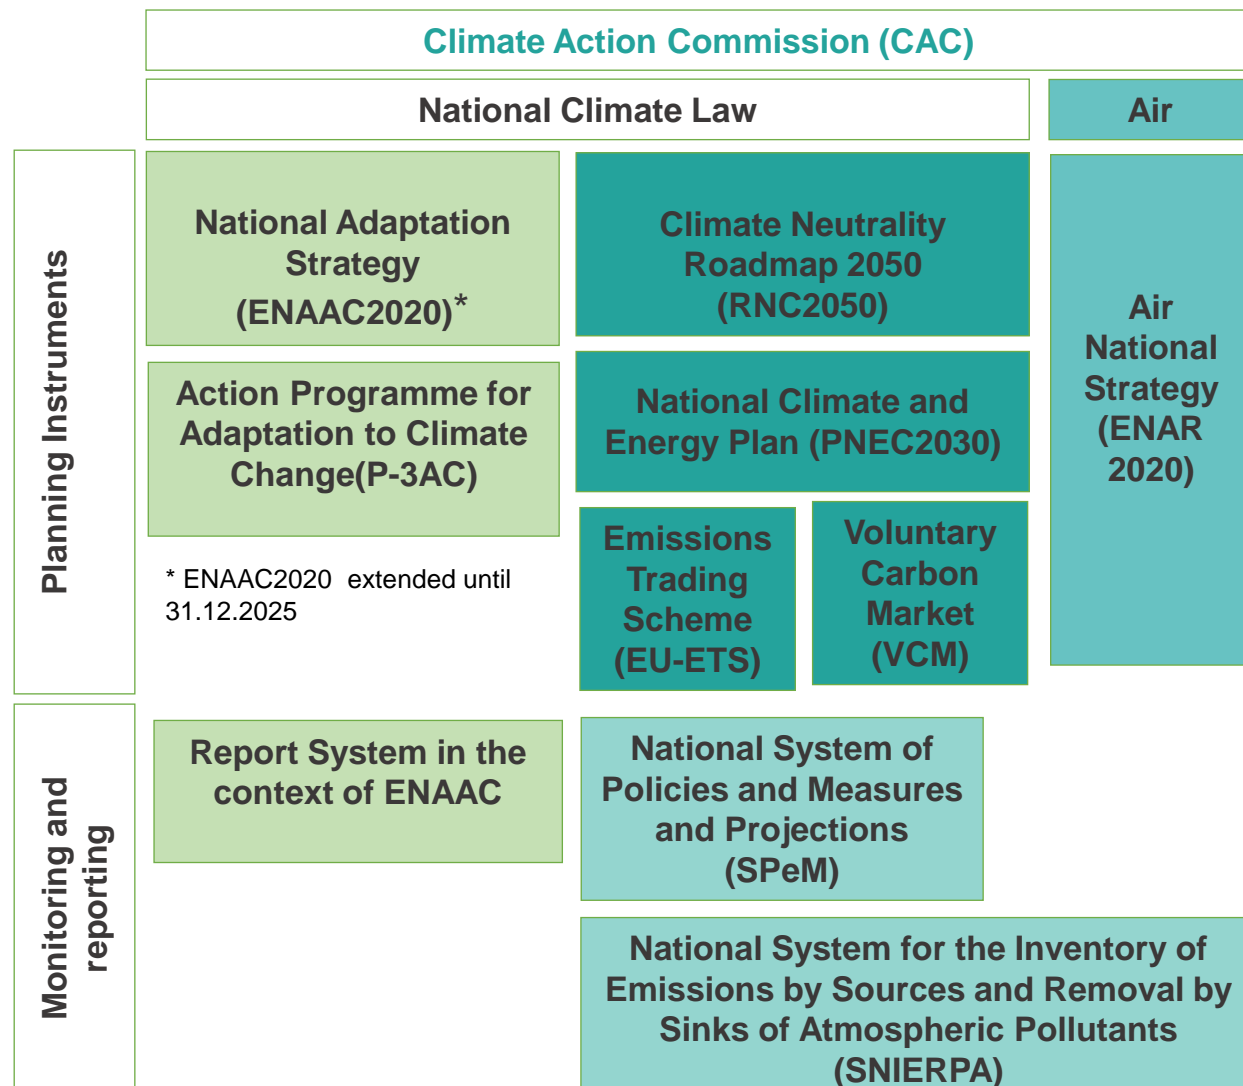 Climate Action Commission (CAC)
National Climate Law
Air
Planning Instruments
National Adaptation
Strategy
(ENAAC2020)*
Climate Neutrality
Roadmap 2050
(RNC2050)
Air
National
Strategy
(ENAR
2020)
Action Programme for
Adaptation to Climate
Change(P-3AC)
National Climate and
Energy Plan (PNEC2030)
* ENAAC2020  extended until
31.12.2025
Emissions
Trading
Scheme
(EU-ETS)
Voluntary
Carbon
Market
(VCM)
Monitoring and
reporting
Report System in the
context of ENAAC
National System of
Policies and Measures
and Projections
(SPeM)
National System for the Inventory of
Emissions by Sources and Removal by
Sinks of Atmospheric Pollutants
(SNIERPA)